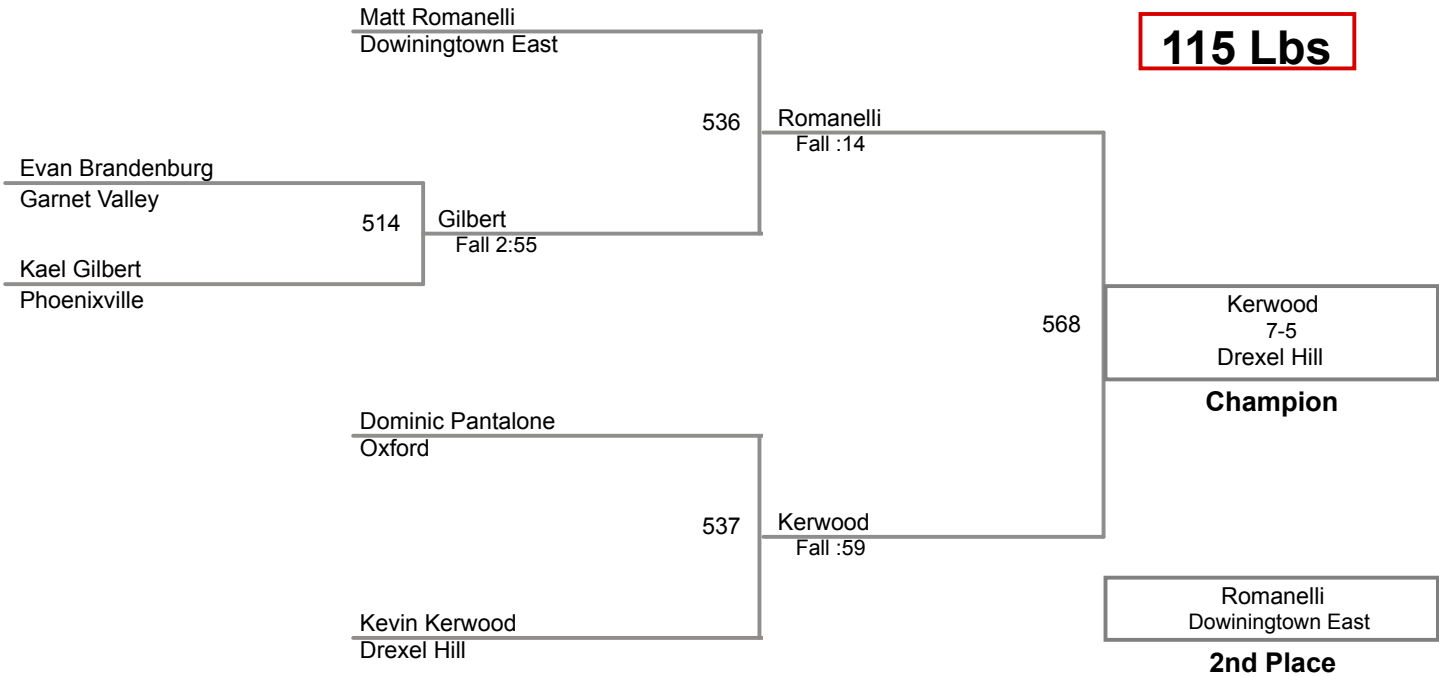 Matt Romanelli
Dowiningtown East
115 Lbs
536
Romanelli
Fall :14
Evan Brandenburg
Garnet Valley
514
Gilbert
Fall 2:55
Kael Gilbert
Phoenixville
568
Kerwood
7-5
Drexel Hill
Champion
Dominic Pantalone
Oxford
537
Kerwood
Fall :59
Kevin Kerwood
Drexel Hill
Romanelli
Dowiningtown East
2nd Place